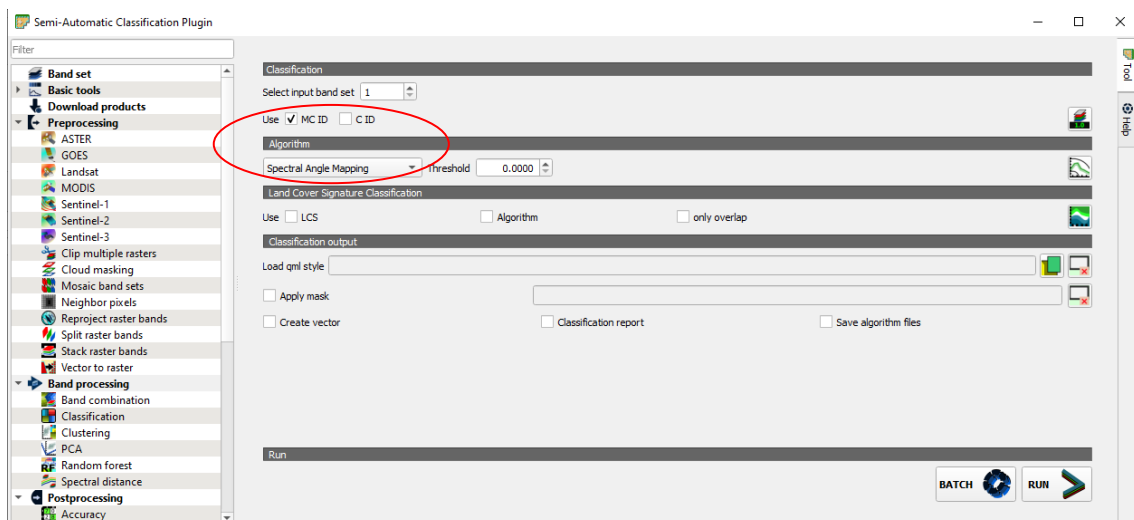 Semi-Automatic Classification Plugin
Filter
Band set
Basic tools
Download products
Preprocessing
ASTER
GOES
Landsat
MODIS
Sentinel-1
Sentinel-2
Sentinel-3
Clip multiple rasters
Cloud masking
Mosaic band sets
Neighbor pixels
Reproject raster bands
Split raster bands
Stack raster bands
Vector to raster
Band processing
Band combination
Classification
Clustering
PCA
RF Random forest
Spectral distance
Postprocessing
Accuracy
Classification
Select input band set 1
Use MC ID C ID
Algorithm
Spectral Angle Mapping Threshold 0.0000
Land Cover Signature Classification
Use LCS Algorithm only overlap
Classification output
Load qml style
Apply mask
Create vector Classification report Save algorithm files
Run
BATCH RUN
Tool
Help